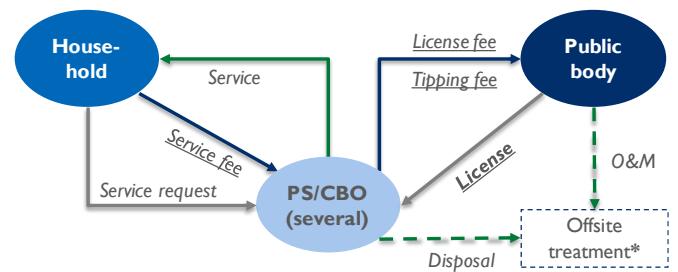 House-
hold
Service
License fee
Tipping fee
Public
body
Service fee
Service request
PS/CBO
(several)
License
O&M
Offsite
treatment*
Disposal